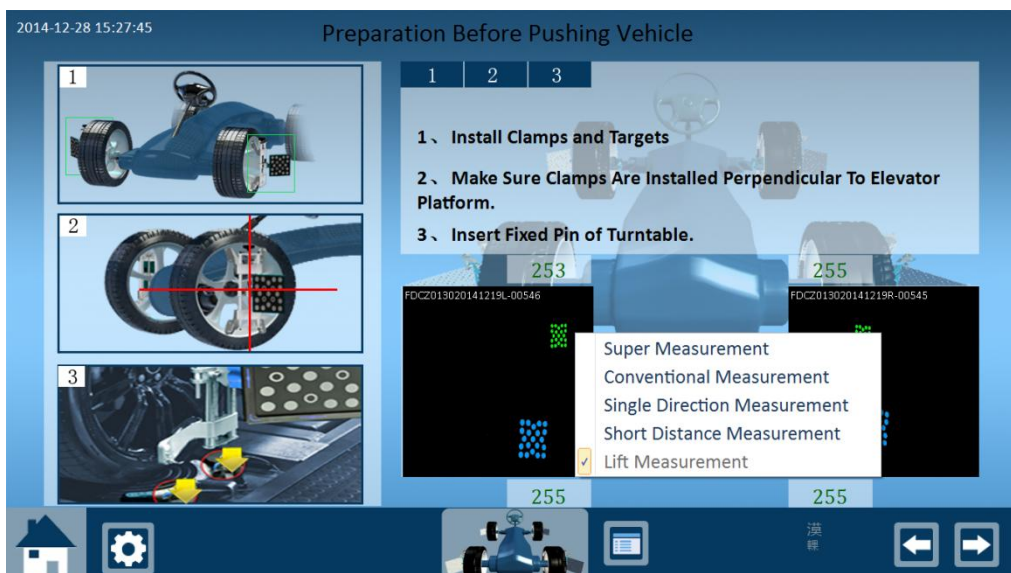 2014-12-28 15:27:45
Preparation Before Pushing Vehicle
1
2
3
1 2 3
1、 Install Clamps and Targets
2、 Make Sure Clamps Are Installed Perpendicular To Elevator
Platform.
3、 Insert Fixed Pin of Turntable.
253
255
FDCZ013020141219L-00546
FDCZ013020141219R-00545
Super Measurement
Conventional Measurement
Single Direction Measurement
Short Distance Measurement
Lift Measurement
255
255